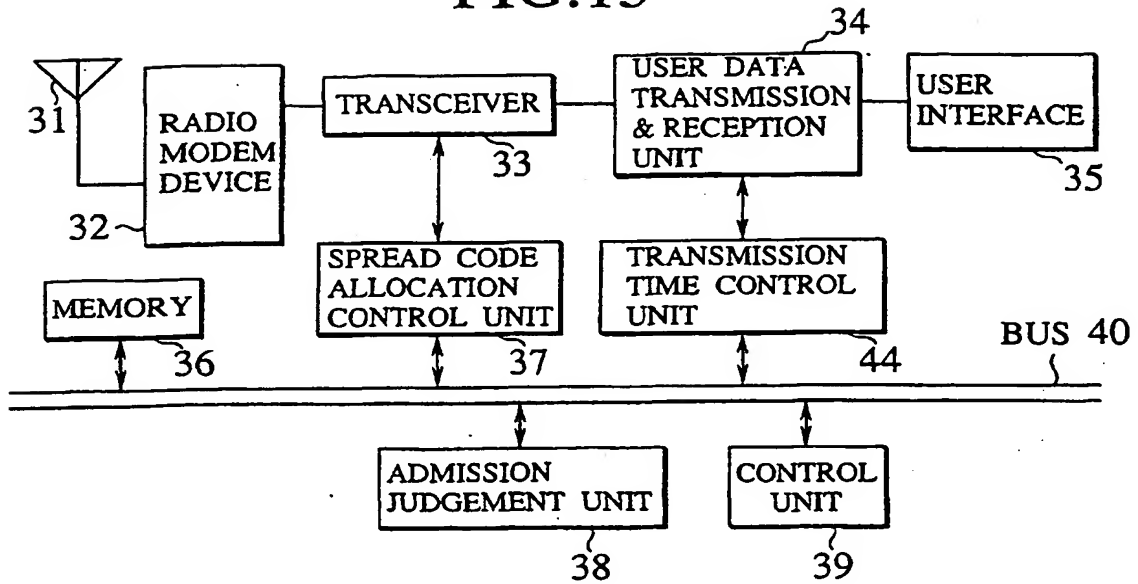 FIG.13
34
31
RADIO
MODEM
DEVICE
32
TRANSCEIVER
33
USER DATA
TRANSMISSION
& RECEPTION
UNIT
USER
INTERFACE
35
MEMORY
36
SPREAD CODE
ALLOCATION
CONTROL UNIT
37
TRANSMISSION
TIME CONTROL
UNIT
44
BUS 40
ADMISSION
JUDGEMENT UNIT
38
CONTROL
UNIT
39